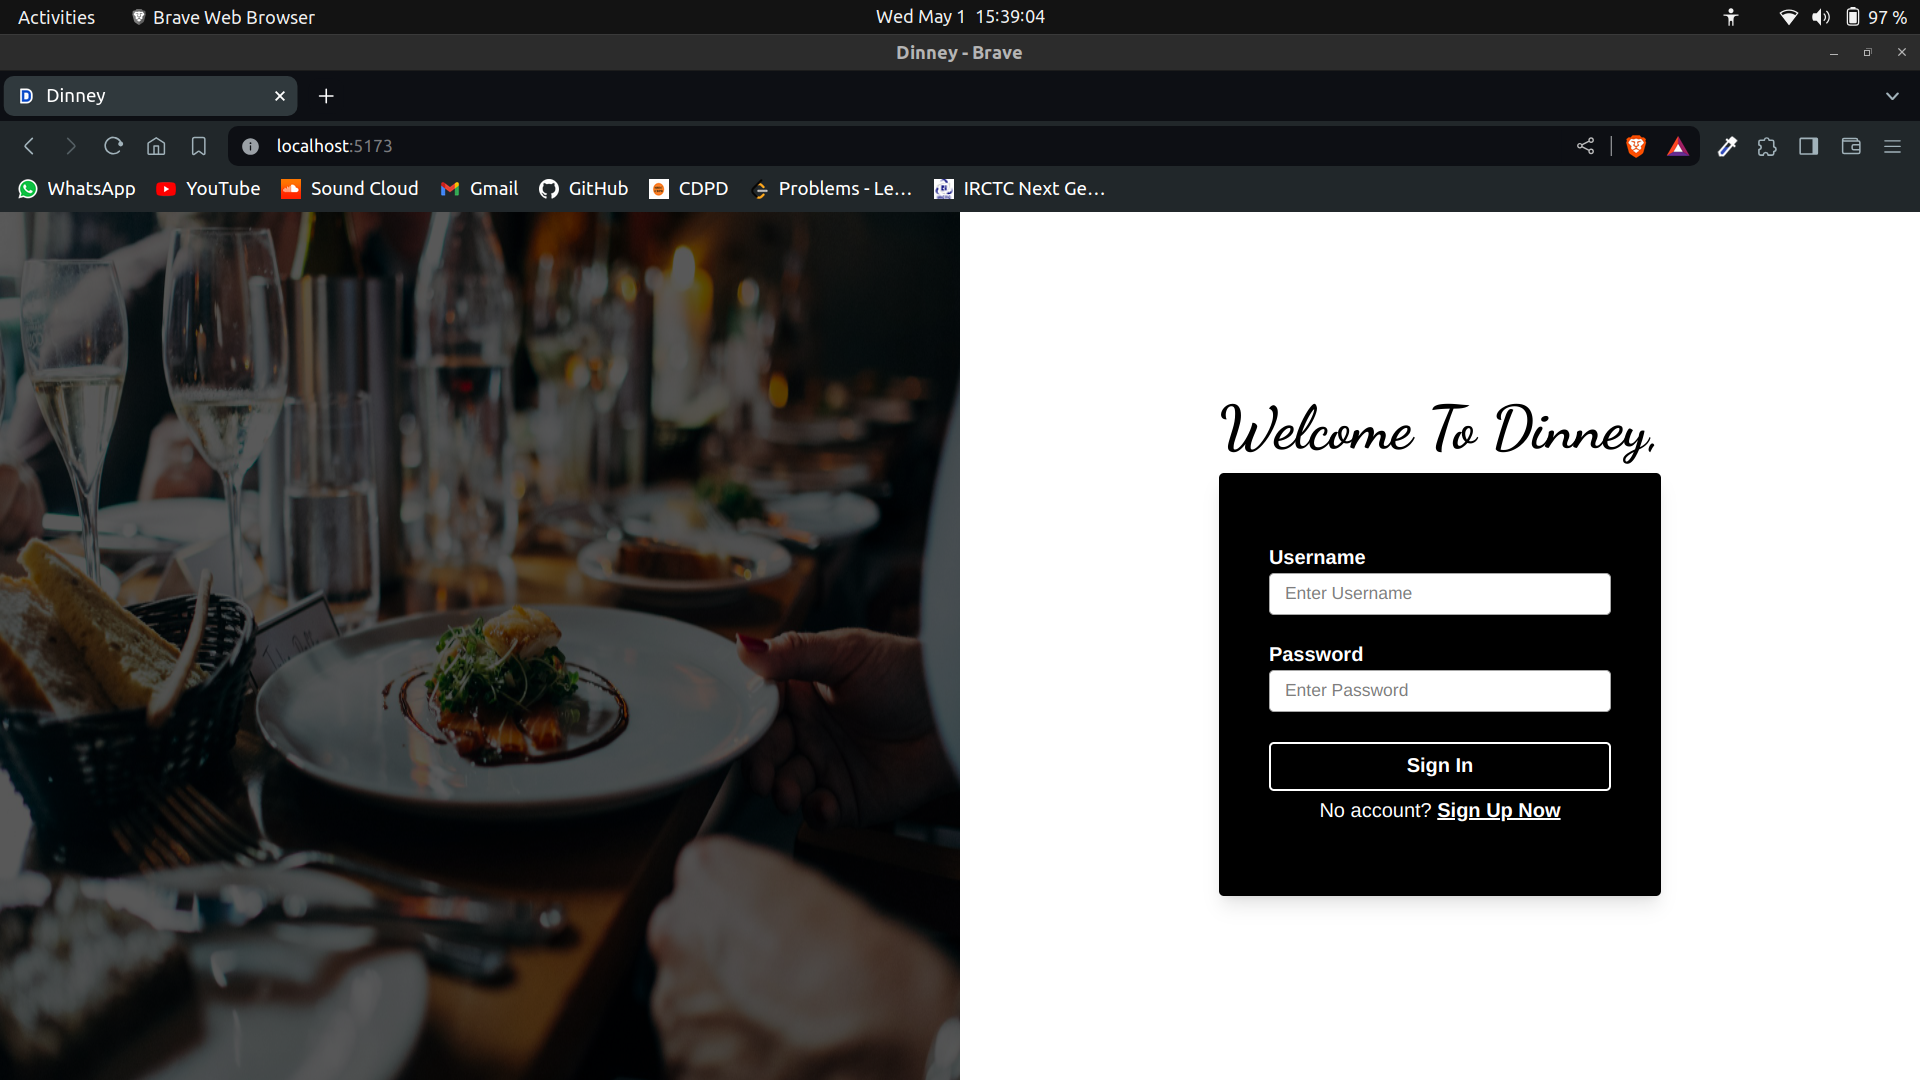 Activities Brave Web Browser Wed May 1 15:39:04 97 %
Dinney - Brave
Dinney
localhost:5173
WhatsApp YouTube Sound Cloud Gmail GitHub CDPD Problems - Le... IRCTC Next Ge...
Welcome To Dinney,
Username
Enter Username
Password
Enter Password
Sign In
No account? Sign Up Now